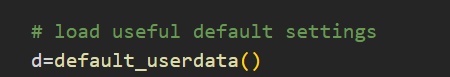 # load useful default settings
d=default_userdata()